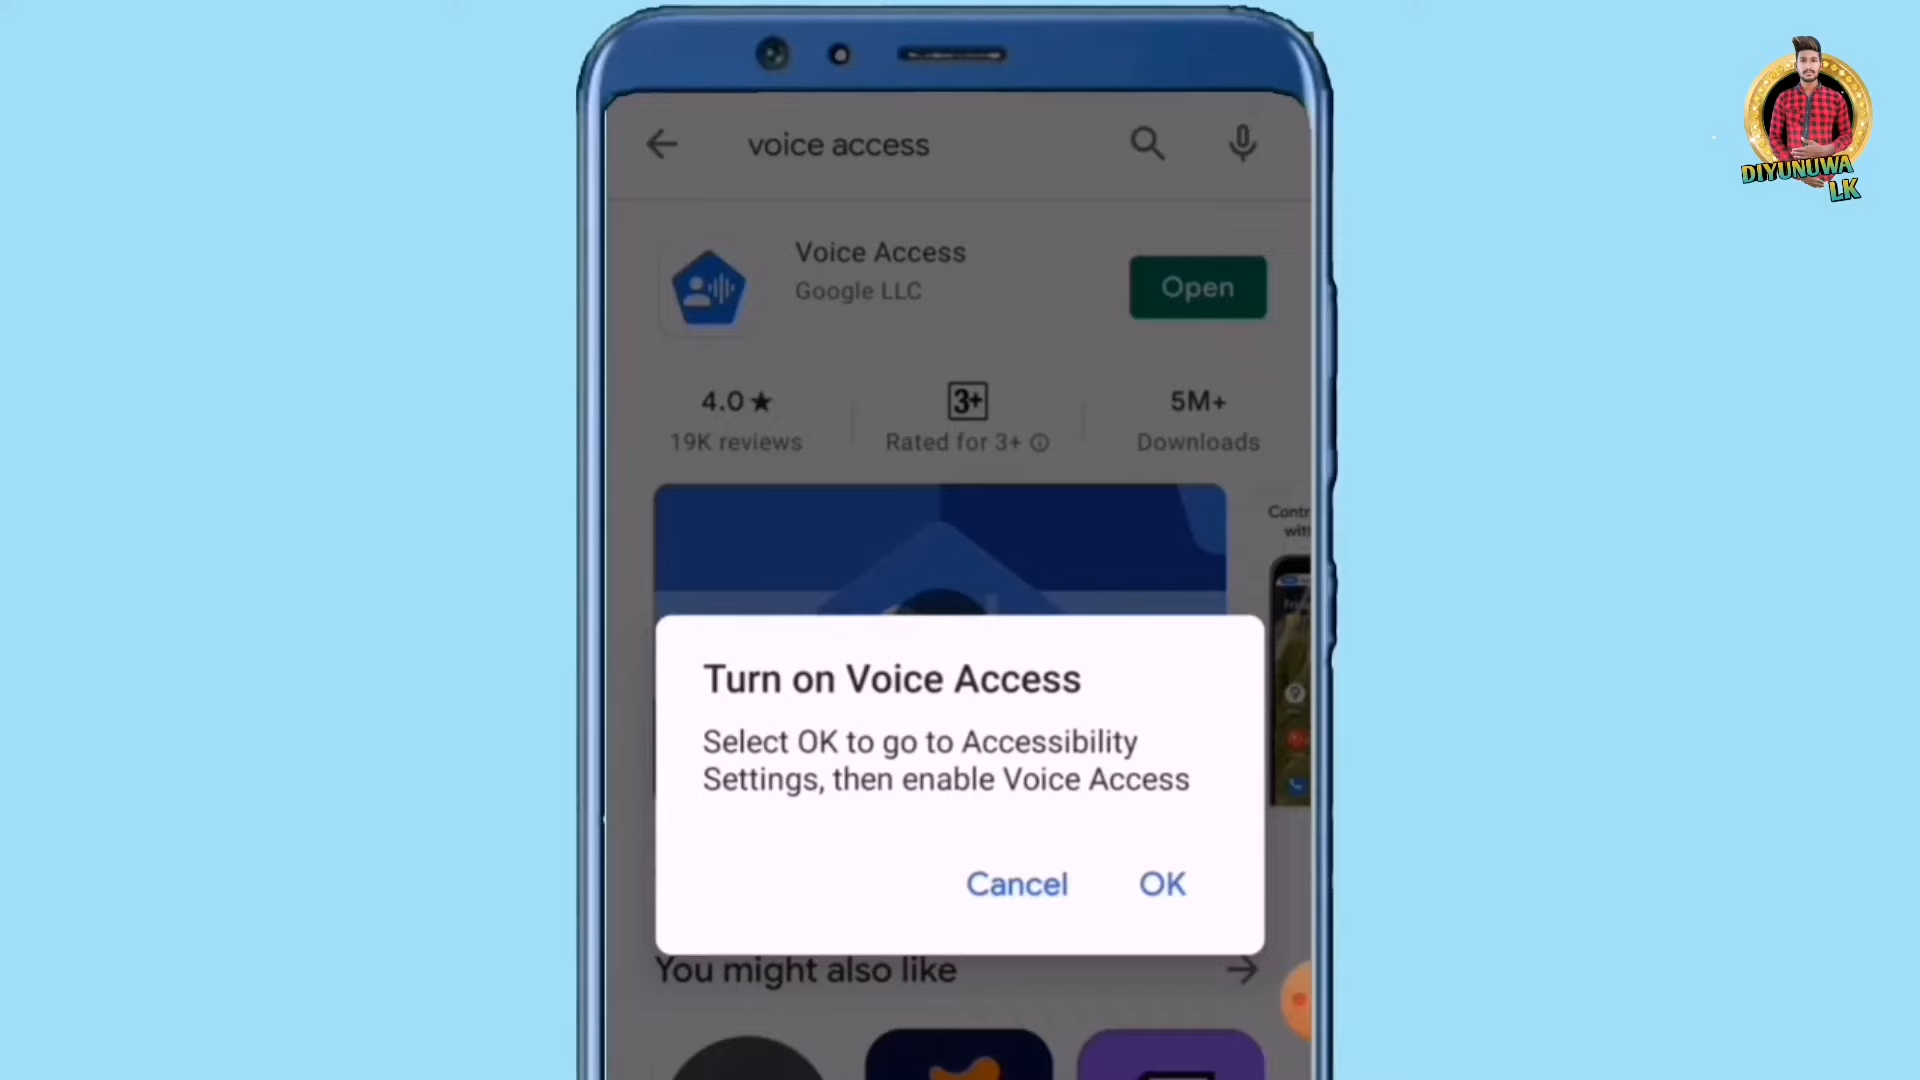 voice access
Voice Access
Google LLC
Open
4.0★
3+
5M+
19K reviews
Rated for 3+
Downloads
Turn on Voice Access
Select OK to go to Accessibility
Settings, then enable Voice Access
Cancel
OK
You might also like
DIYUNUWA
LK